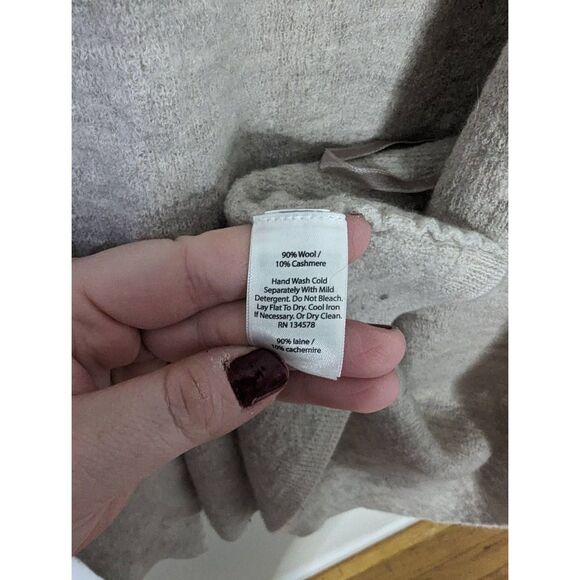 90% Wool /
10% Cashmere
Hand Wash Cold
Separately With Mild
Detergent. Do Not Bleach.
Lay Flat To Dry. Cool Iron
If Necessary. Or Dry Clean.
RN 134578
90% laine /
10% cachemire